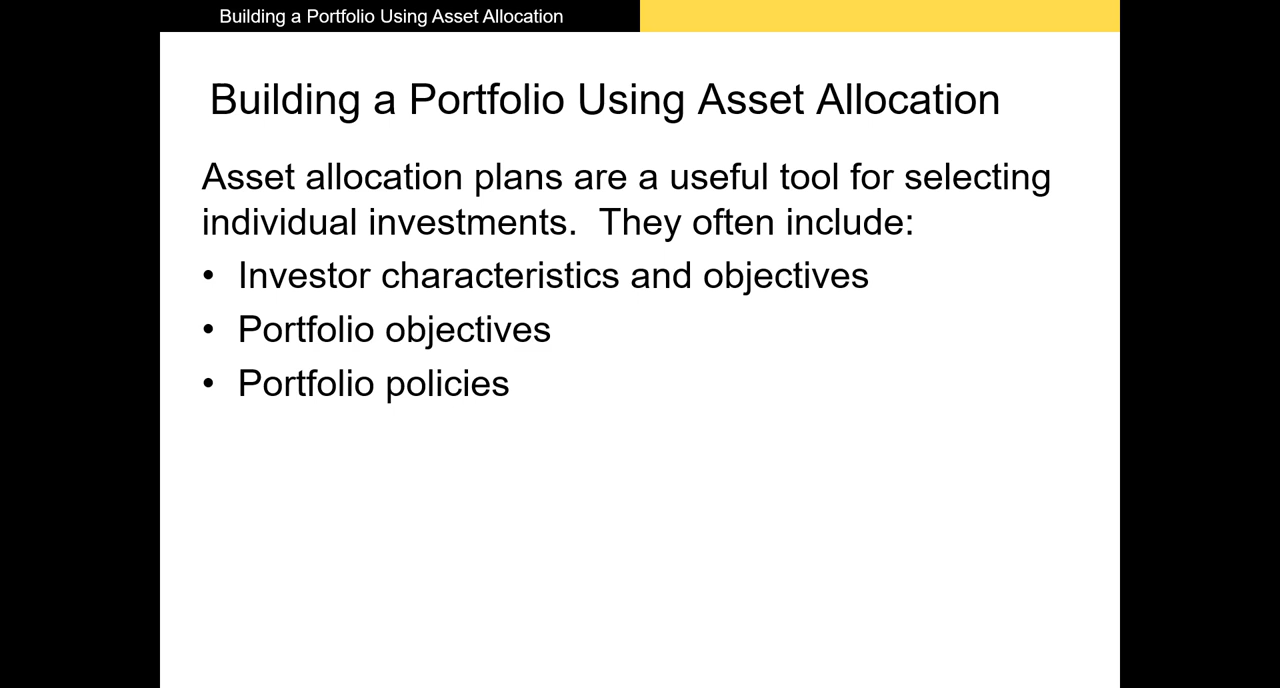 Building a Portfolio Using Asset Allocation
Building a Portfolio Using Asset Allocation
Asset allocation plans are a useful tool for selecting
individual investments.  They often include:
• Investor characteristics and objectives
• Portfolio objectives
• Portfolio policies